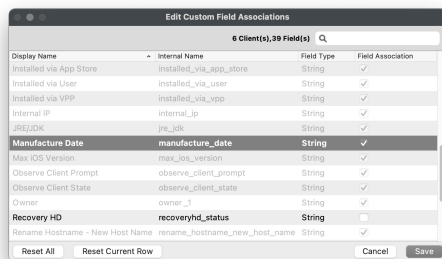 Edit Custom Field Associations
6 Client(s),39 Field(s)
Display Name Internal Name Field Type Field Association
Installed via App Store installed_via_app_store String
Installed via User installed_via_user String
Installed via VPP installed_via_vpp String
Internal IP internal_ip String
JRE/JDK jre_jdk String
Manufacture Date manufacture_date String
Max iOS Version max_ios_version String
Observe Client Prompt observe_client_prompt String
Observe Client State observe_client_state String
Owner owner_1 String
Recovery HD recoveryhd_status String
Rename Hostname - New Host Name rename_hostname_new_host_name String
Reset All Reset Current Row Cancel Save